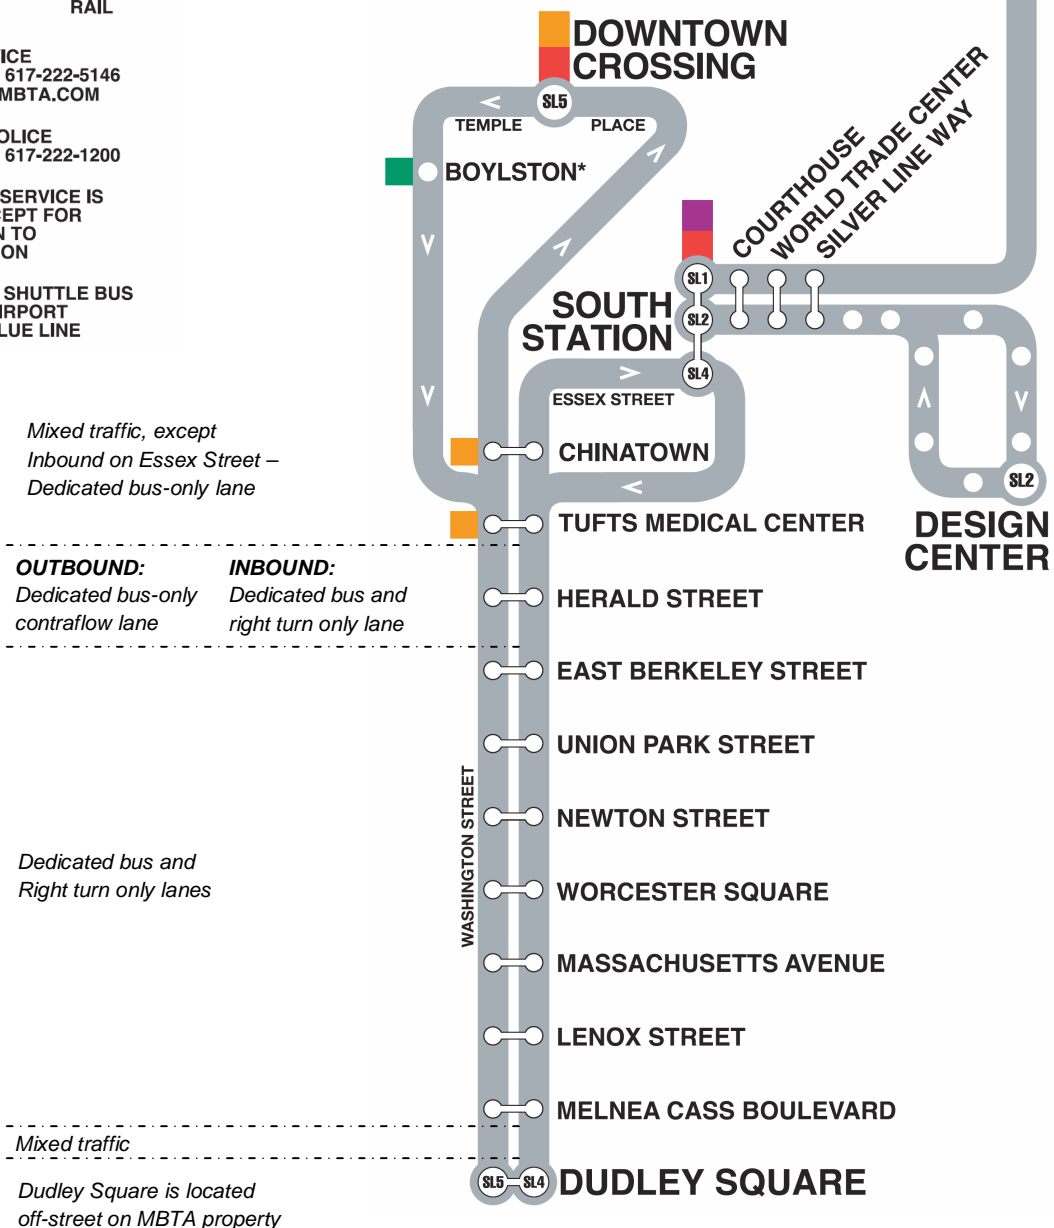 RAIL
VICE
617-222-5146
MBTA.COM
OLICE
617-222-1200
SERVICE IS
CEPT FOR
N TO
ON
SHUTTLE BUS
IRPORT
LUE LINE
DOWNTOWN
CROSSING
SL5
TEMPLE
PLACE
BOYLSTON*
COURTHOUSE
WORLD TRADE CENTER
SILVER LINE WAY
SL1
SOUTH
STATION
SL2
SL4
ESSEX STREET
Mixed traffic, except
Inbound on Essex Street –
Dedicated bus-only lane
CHINATOWN
SL2
DESIGN
CENTER
TUFTS MEDICAL CENTER
OUTBOUND:
Dedicated bus-only
contraflow lane
INBOUND:
Dedicated bus and
right turn only lane
HERALD STREET
EAST BERKELEY STREET
UNION PARK STREET
WASHINGTON STREET
NEWTON STREET
Dedicated bus and
Right turn only lanes
WORCESTER SQUARE
MASSACHUSETTS AVENUE
LENOX STREET
MELNEA CASS BOULEVARD
Mixed traffic
SL5
SL4
DUDLEY SQUARE
Dudley Square is located
off-street on MBTA property